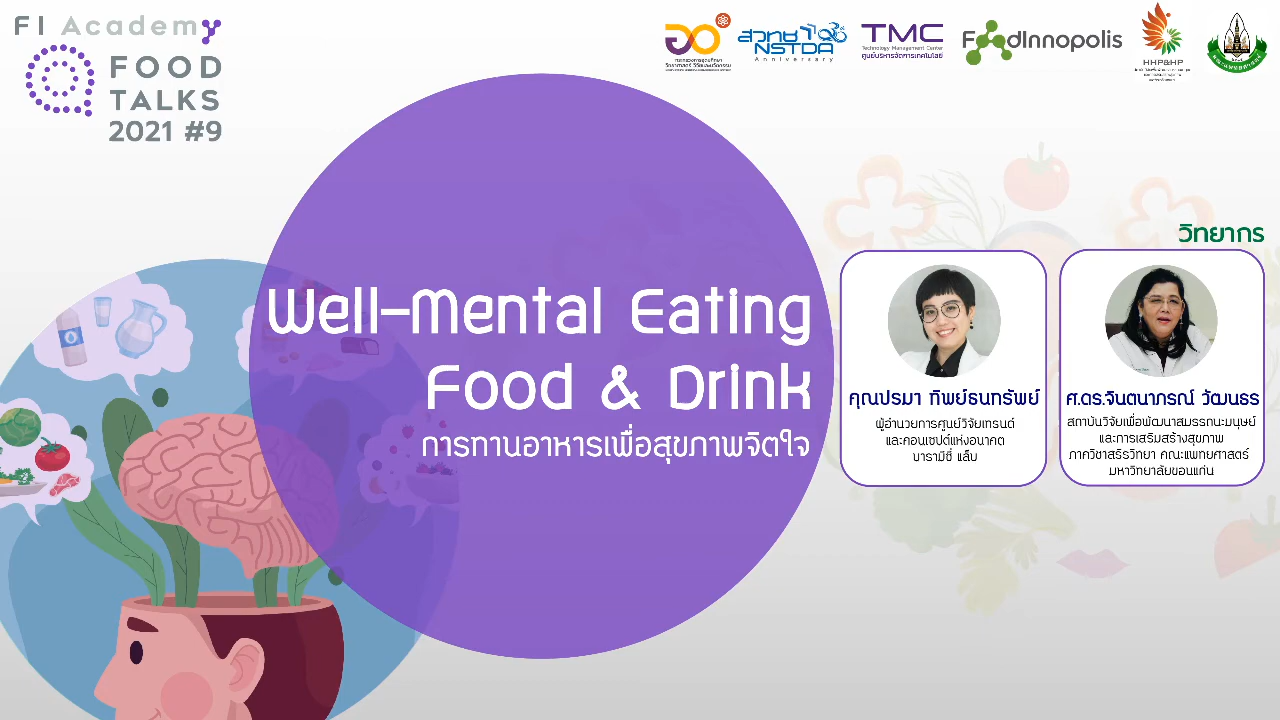 FI Academy
FOOD
TALKS
2021 #9
สวทช
NSTDA
Anniversary
TMC
Technology Management Center
ศูนย์บริหารจัดการเทคโนโลยี
FoodInnopolis
HHP&HP
Well-Mental Eating
Food & Drink
การทานอาหารเพื่อสุขภาพจิตใจ
วิทยากร
คุณปรมา ทิพย์ธนทรัพย์
ผู้อำนวยการศูนย์วิจัยเทรนด์
และคอนเซปต์แห่งอนาคต
บารามีซี่ แล็บ
ศ.ดร.จินตนาภรณ์ วัฒนธร
สถาบันวิจัยเพื่อพัฒนาสมรรถนะมนุษย์
และการเสริมสร้างสุขภาพ
ภาควิชาสรีรวิทยา คณะแพทยศาสตร์
มหาวิทยาลัยขอนแก่น